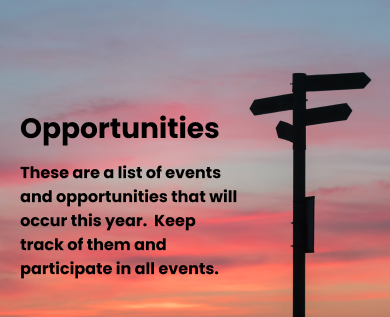 Opportunities
These are a list of events
and opportunities that will
occur this year.  Keep
track of them and
participate in all events.